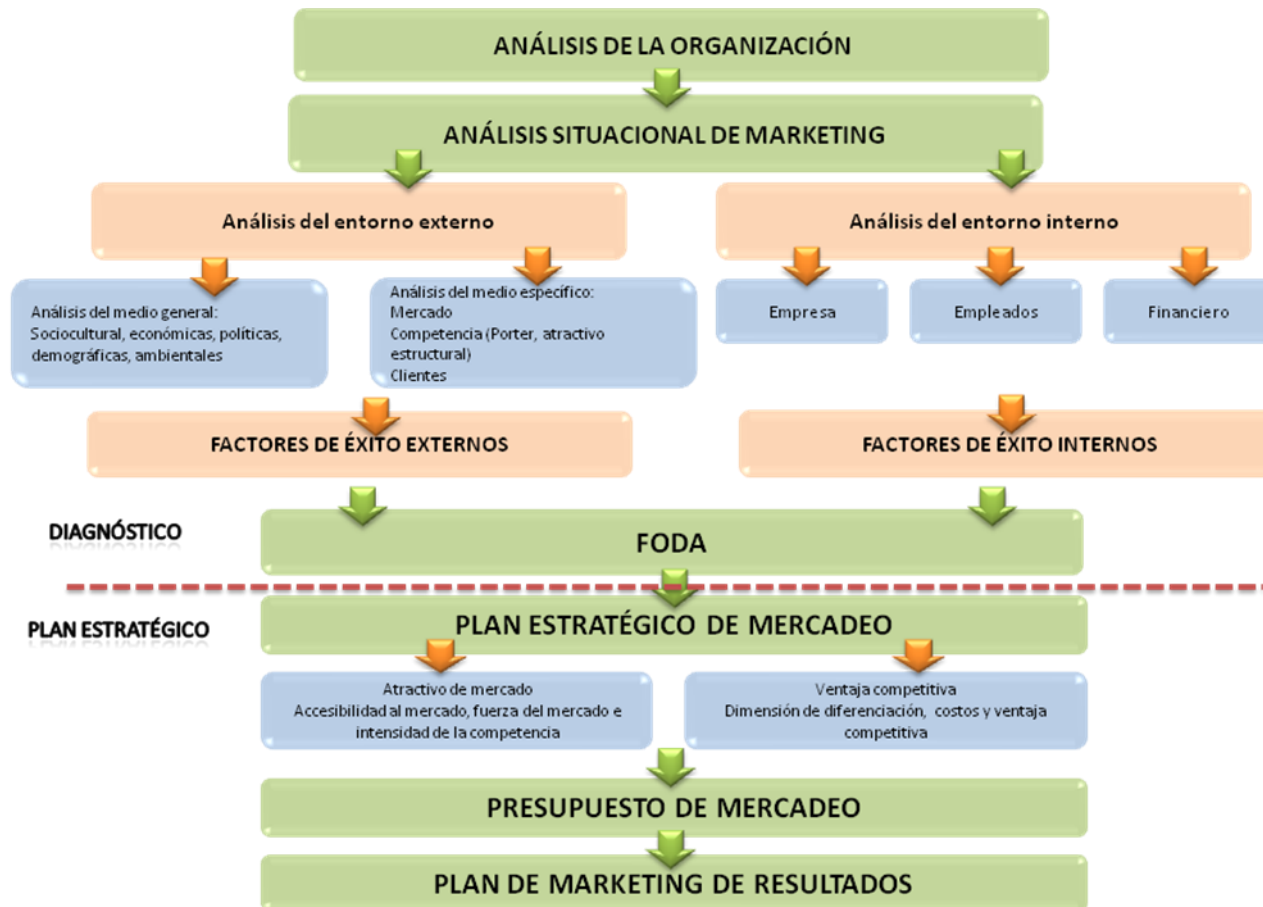 ANÁLISIS DE LA ORGANIZACIÓN
ANÁLISIS SITUACIONAL DE MARKETING
Análisis del entorno externo
Análisis del entorno interno
Análisis del medio general:
Sociocultural, económicas, políticas,
demográficas, ambientales
Análisis del medio específico:
Mercado
Competencia (Porter, atractivo
estructural)
Clientes
Empresa
Empleados
Financiero
FACTORES DE ÉXITO EXTERNOS
FACTORES DE ÉXITO INTERNOS
DIAGNÓSTICO
FODA
PLAN ESTRATÉGICO
PLAN ESTRATÉGICO DE MERCADEO
Atractivo de mercado
Accesibilidad al mercado, fuerza del mercado e
intensidad de la competencia
Ventaja competitiva
Dimensión de diferenciación, costos y ventaja
competitiva
PRESUPUESTO DE MERCADEO
PLAN DE MARKETING DE RESULTADOS